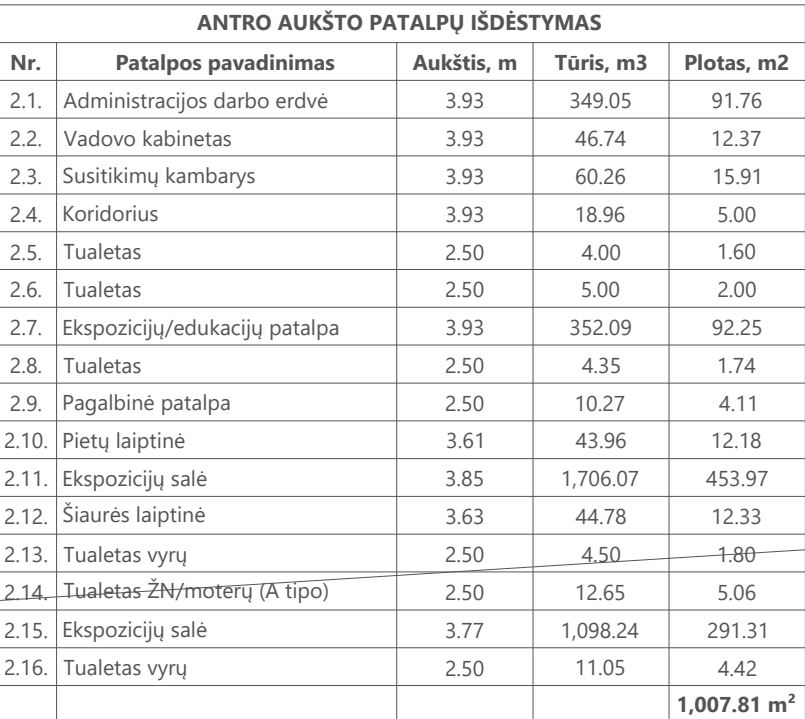 ANTRO AUKŠTO PATALPŲ IŠDĖSTYMAS
Nr. Patalpos pavadinimas Aukštis, m Tūris, m3 Plotas, m2
2.1. Administracijos darbo erdvė 3.93 349.05 91.76
2.2. Vadovo kabinetas 3.93 46.74 12.37
2.3. Susitikimų kambarys 3.93 60.26 15.91
2.4. Koridorius 3.93 18.96 5.00
2.5. Tualetas 2.50 4.00 1.60
2.6. Tualetas 2.50 5.00 2.00
2.7. Ekspozicijų/edukacijų patalpa 3.93 352.09 92.25
2.8. Tualetas 2.50 4.35 1.74
2.9. Pagalbinė patalpa 2.50 10.27 4.11
2.10. Pietų laiptinė 3.61 43.96 12.18
2.11. Ekspozicijų salė 3.85 1,706.07 453.97
2.12. Šiaurės laiptinė 3.63 44.78 12.33
2.13. Tualetas vyrų 2.50 4.50 1.80
2.14. Tualetas ŽN/moterų (A tipo) 2.50 12.65 5.06
2.15. Ekspozicijų salė 3.77 1,098.24 291.31
2.16. Tualetas vyrų 2.50 11.05 4.42
1,007.81 m²